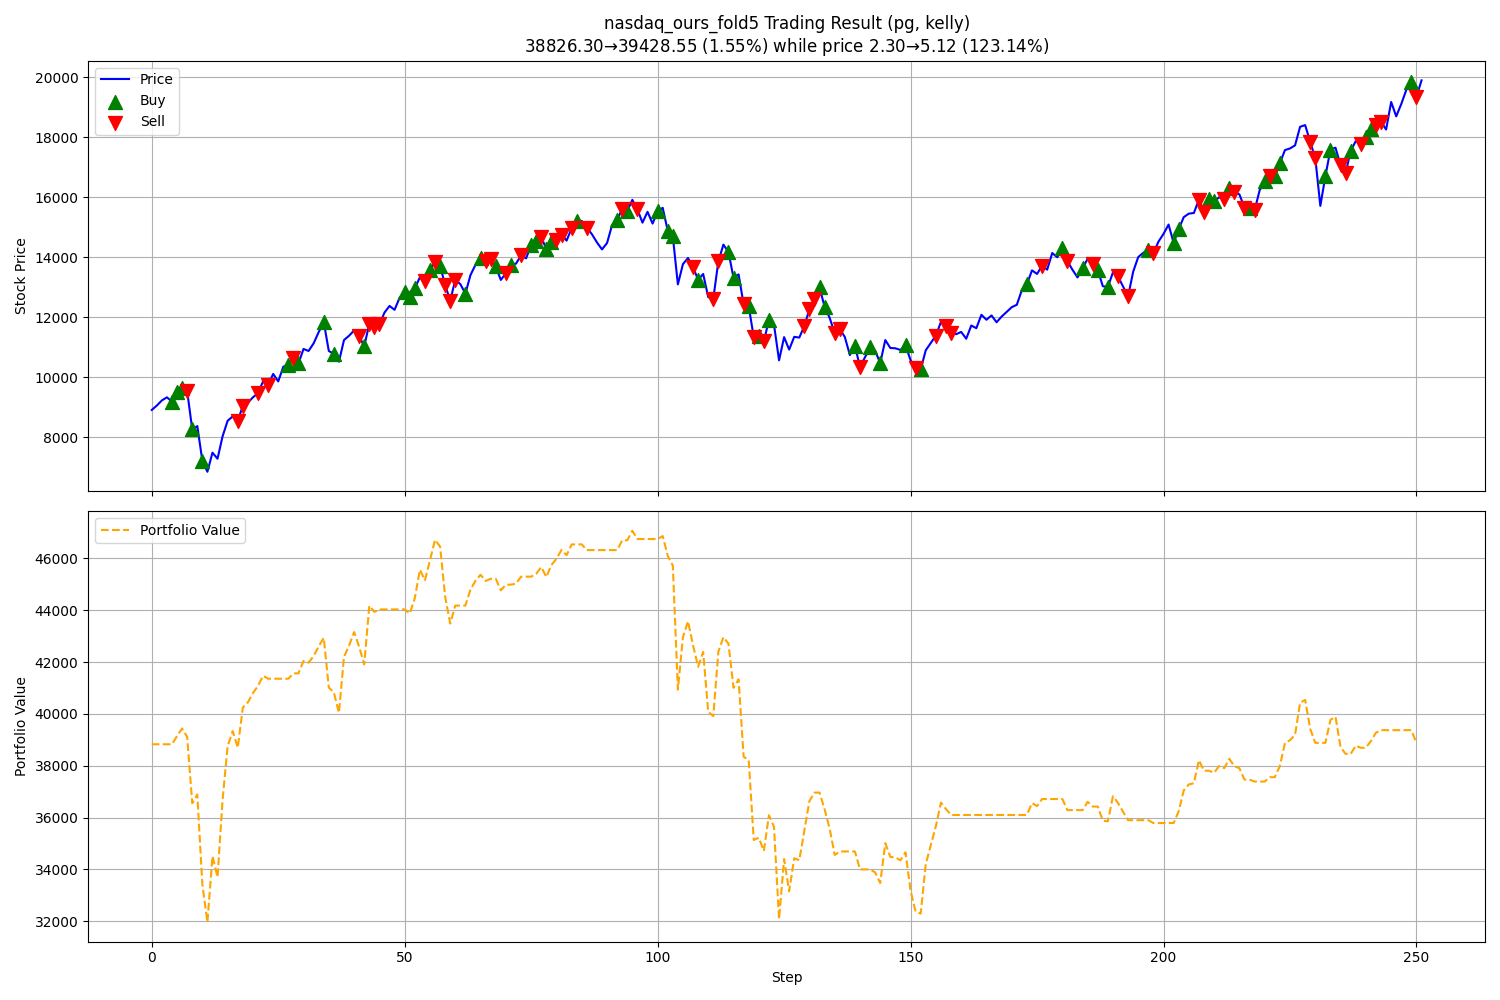 nasdaq_ours_fold5 Trading Result (pg, kelly)
38826.30→39428.55 (1.55%) while price 2.30→5.12 (123.14%)
Price
Buy
Sell
Stock Price
20000
18000
16000
14000
12000
10000
8000
Portfolio Value
Portfolio Value
46000
44000
42000
40000
38000
36000
34000
32000
0
50
100
150
200
250
Step